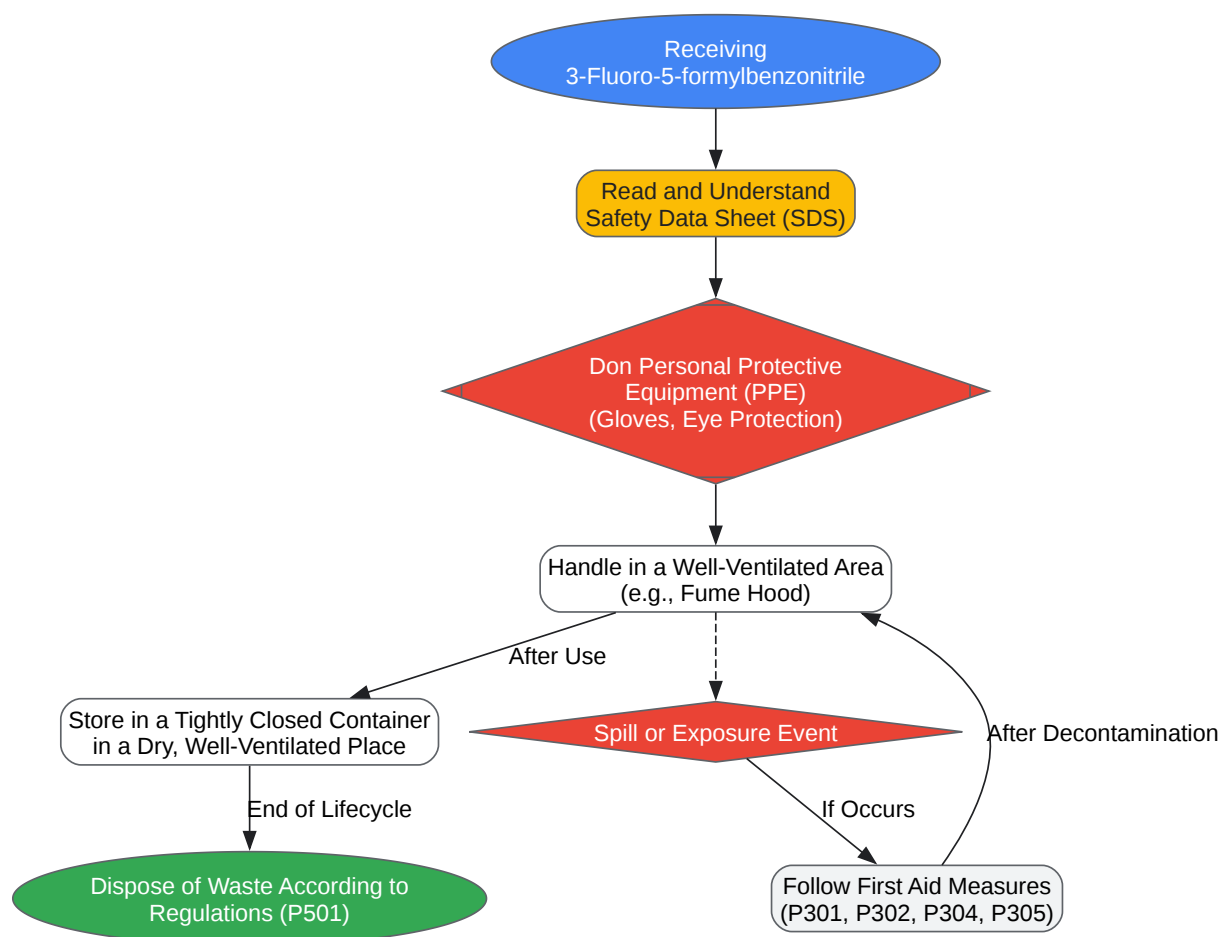 Receiving
3-Fluoro-5-formylbenzonitrile
Read and Understand
Safety Data Sheet (SDS)
Don Personal Protective
Equipment (PPE)
(Gloves, Eye Protection)
Handle in a Well-Ventilated Area
(e.g., Fume Hood)
After Use
Store in a Tightly Closed Container
in a Dry, Well-Ventilated Place
Spill or Exposure Event
After Decontamination
End of Lifecycle
If Occurs
Dispose of Waste According to
Regulations (P501)
Follow First Aid Measures
(P301, P302, P304, P305)